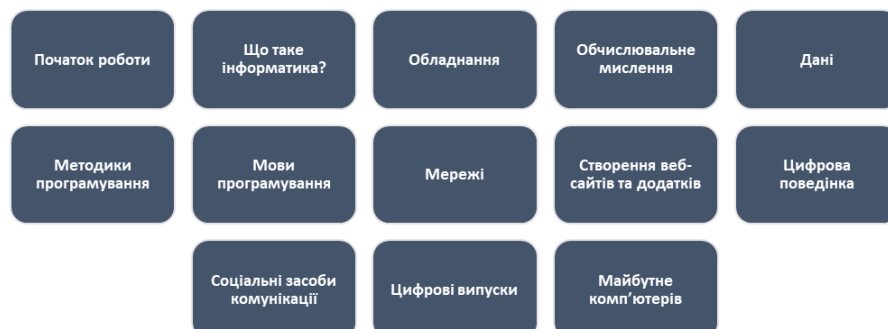 Початок роботи
Що таке
інформатика?
Обладнання
Обчислювальне
мислення
Дані
Методики
програмування
Мови
програмування
Мережі
Створення веб-
сайтів та додатків
Цифрова
поведінка
Соціальні засоби
комунікації
Цифрові випуски
Майбутне
комп’ютерів